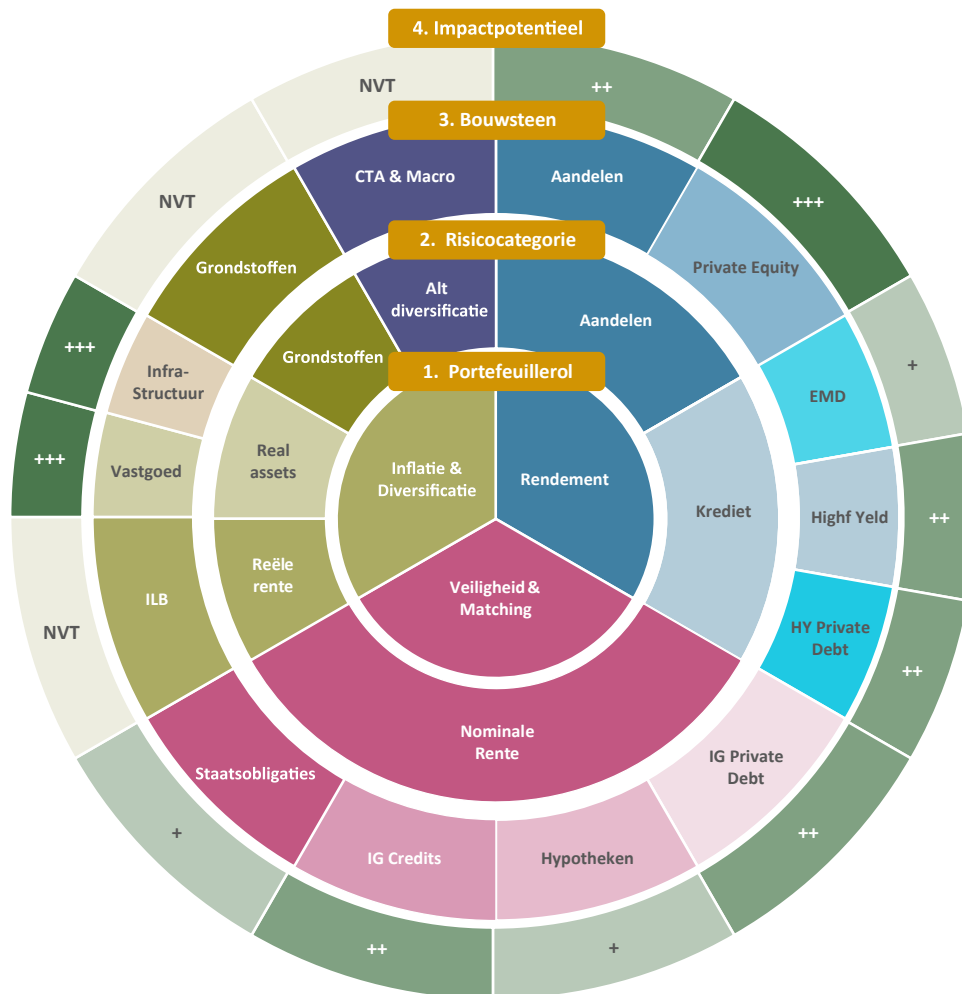 4. Impactpotentieel
NVT
++
3. Bouwsteen
CTA & Macro
Aandelen
+++
NVT
Grondstoffen
2. Risicocategorie
Private Equity
Alt
diversificatie
Aandelen
Grondstoffen
1. Portefeuillerol
+++
+
Infra-
Structuur
EMD
+++
Vastgoed
Real
assets
Inflatie &
Diversificatie
Rendement
Krediet
Highf Yeld
++
NVT
ILB
Reële
rente
Veiligheid &
Matching
HY Private
Debt
++
Nominale
Rente
Staatsobligaties
IG Private
Debt
+
++
IG Credits
Hypotheken
++
+